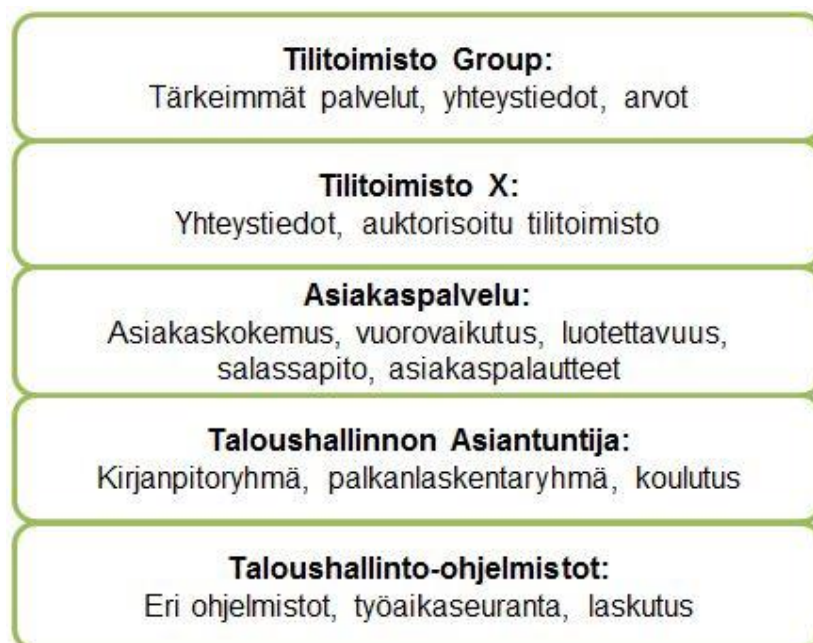 Tilitoimisto Group:
Tärkeimmät palvelut, yhteystiedot, arvot
Tilitoimisto X:
Yhteystiedot, auktorisoitu tilitoimisto
Asiakaspalvelu:
Asiakaskokemus, vuorovaikutus, luotettavuus,
salassapito, asiakaspalautteet
Taloushallinnon Asiantuntija:
Kirjanpitoryhmä, palkanlaskentaryhmä, koulutus
Taloushallinto-ohjelmistot:
Eri ohjelmistot, työaikaseuranta, laskutus